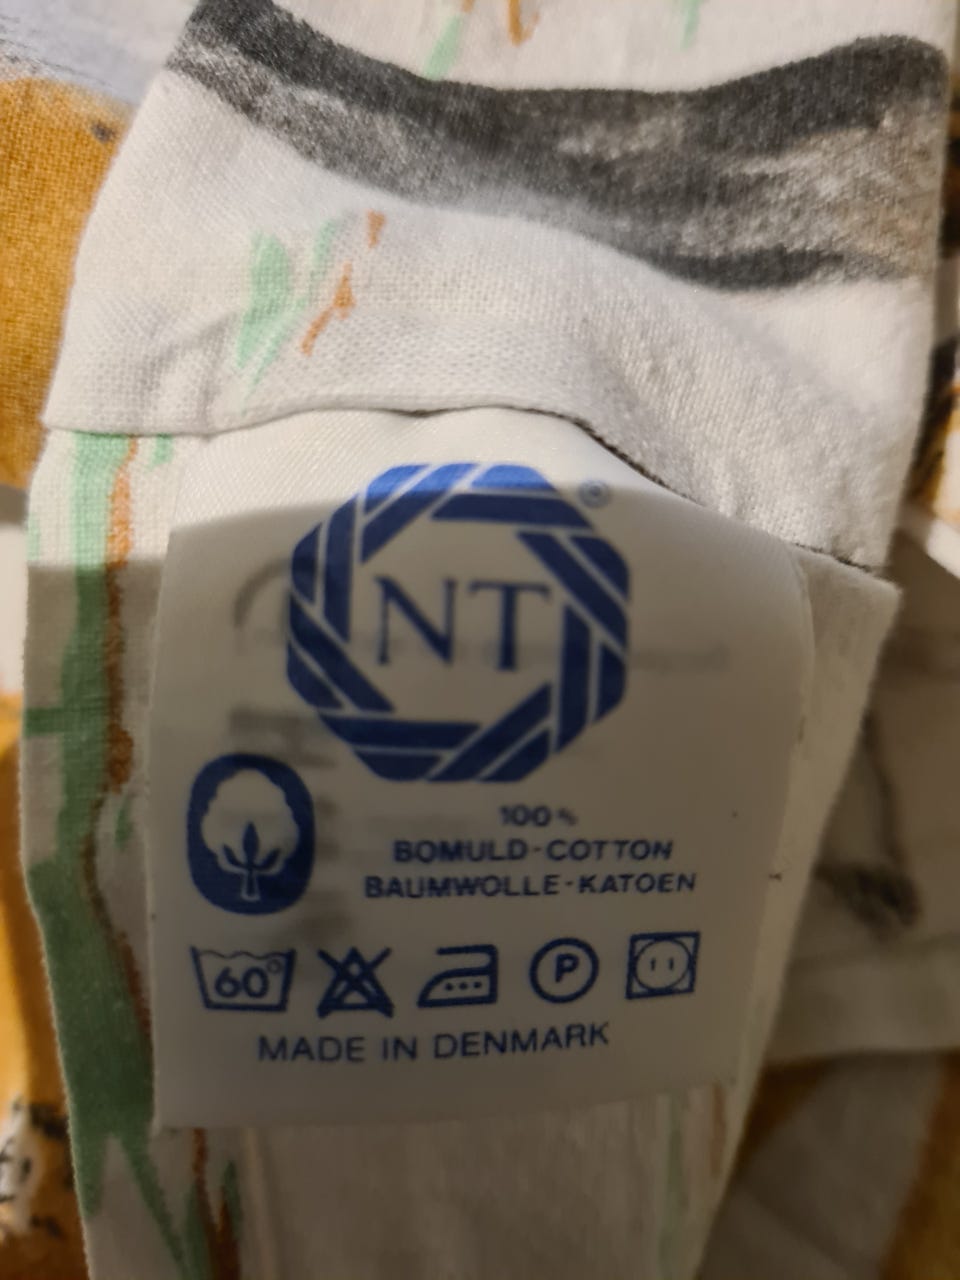 ®
NT
100%
BOMULD-COTTON
BAUMWOLLE-KATOEN
60°
P
MADE IN DENMARK